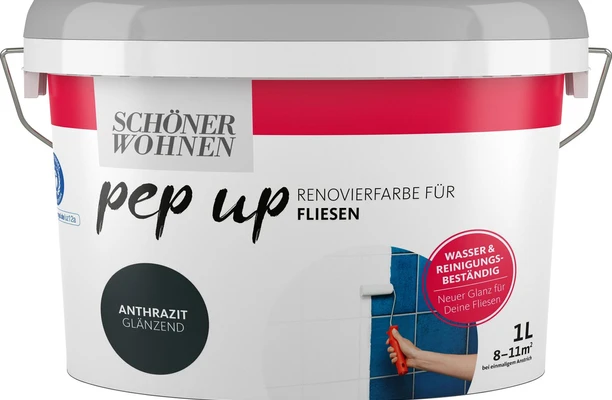 SCHÖNER
WOHNEN
pep up
RENOVIERFARBE FÜR
FLIESEN
ANTHRAZIT
GLÄNZEND
WASSER &
REINIGUNGS-
BESTÄNDIG
Neuer Glanz für
Deine Fliesen
1L
8–11m²
bei einmaligem Anstrich